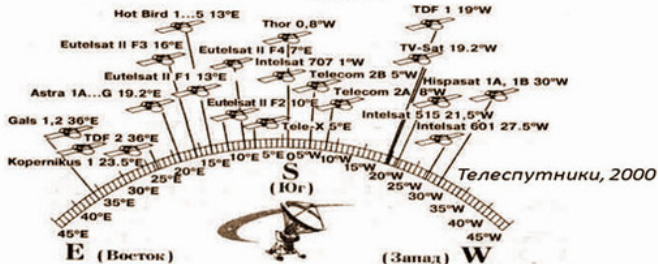 Hot Bird 1...5 13°E
Thor 0,8°W
TDF 1 19°W
Eutelsat II F3 16°E
Eutelsat II F4 7°E
TV-Sat 19.2°W
Intelsat 707 1°W
Eutelsat II F1 13°E
Telecom 2B 5°W
Hispasat 1A, 1B 30°W
Astra 1A...G 19.2°E
Telecom 2A 8°W
Eutelsat II F2 10°E
Intelsat 515 21,5°W
Gals 1,2 36°E
TDF 2 36°E
Tele-X 5°E
Intelsat 601 27.5°W
Kopernikus 1 23.5°E
45°E 40°E 35°E 30°E 25°E 20°E 15°E 10°E 5°E 0° 5°W 10°W 15°W 20°W 25°W 30°W 35°W 40°W 45°W
Телеспутники, 2000
S
(Юг)
E (Восток)
(Запад) W